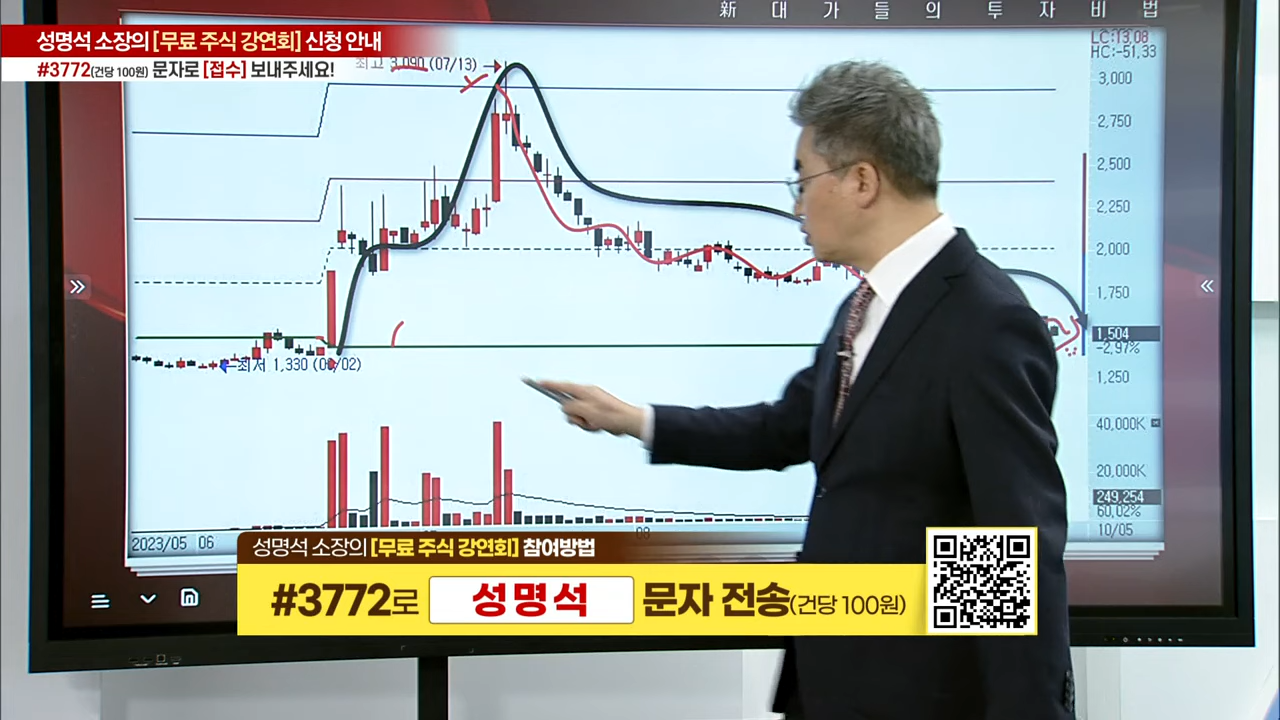 新 대 가 들 의 투 자 비 법
성명석 소장의 [무료 주식 강연회] 신청 안내
#3772(건당 100원) 문자로 [접수] 보내주세요!
최고 3,090 (07/13)
LC:13,08
HC:-51,33
3,000
2,750
2,500
2,250
2,000
1,750
1,504
-2,97%
1,250
최저 1,330
40,000K
20,000K
249,254
60,02%
2023/05
06
10/05
성명석 소장의 [무료 주식 강연회] 참여방법
#3772로 성명석 문자 전송(건당 100원)